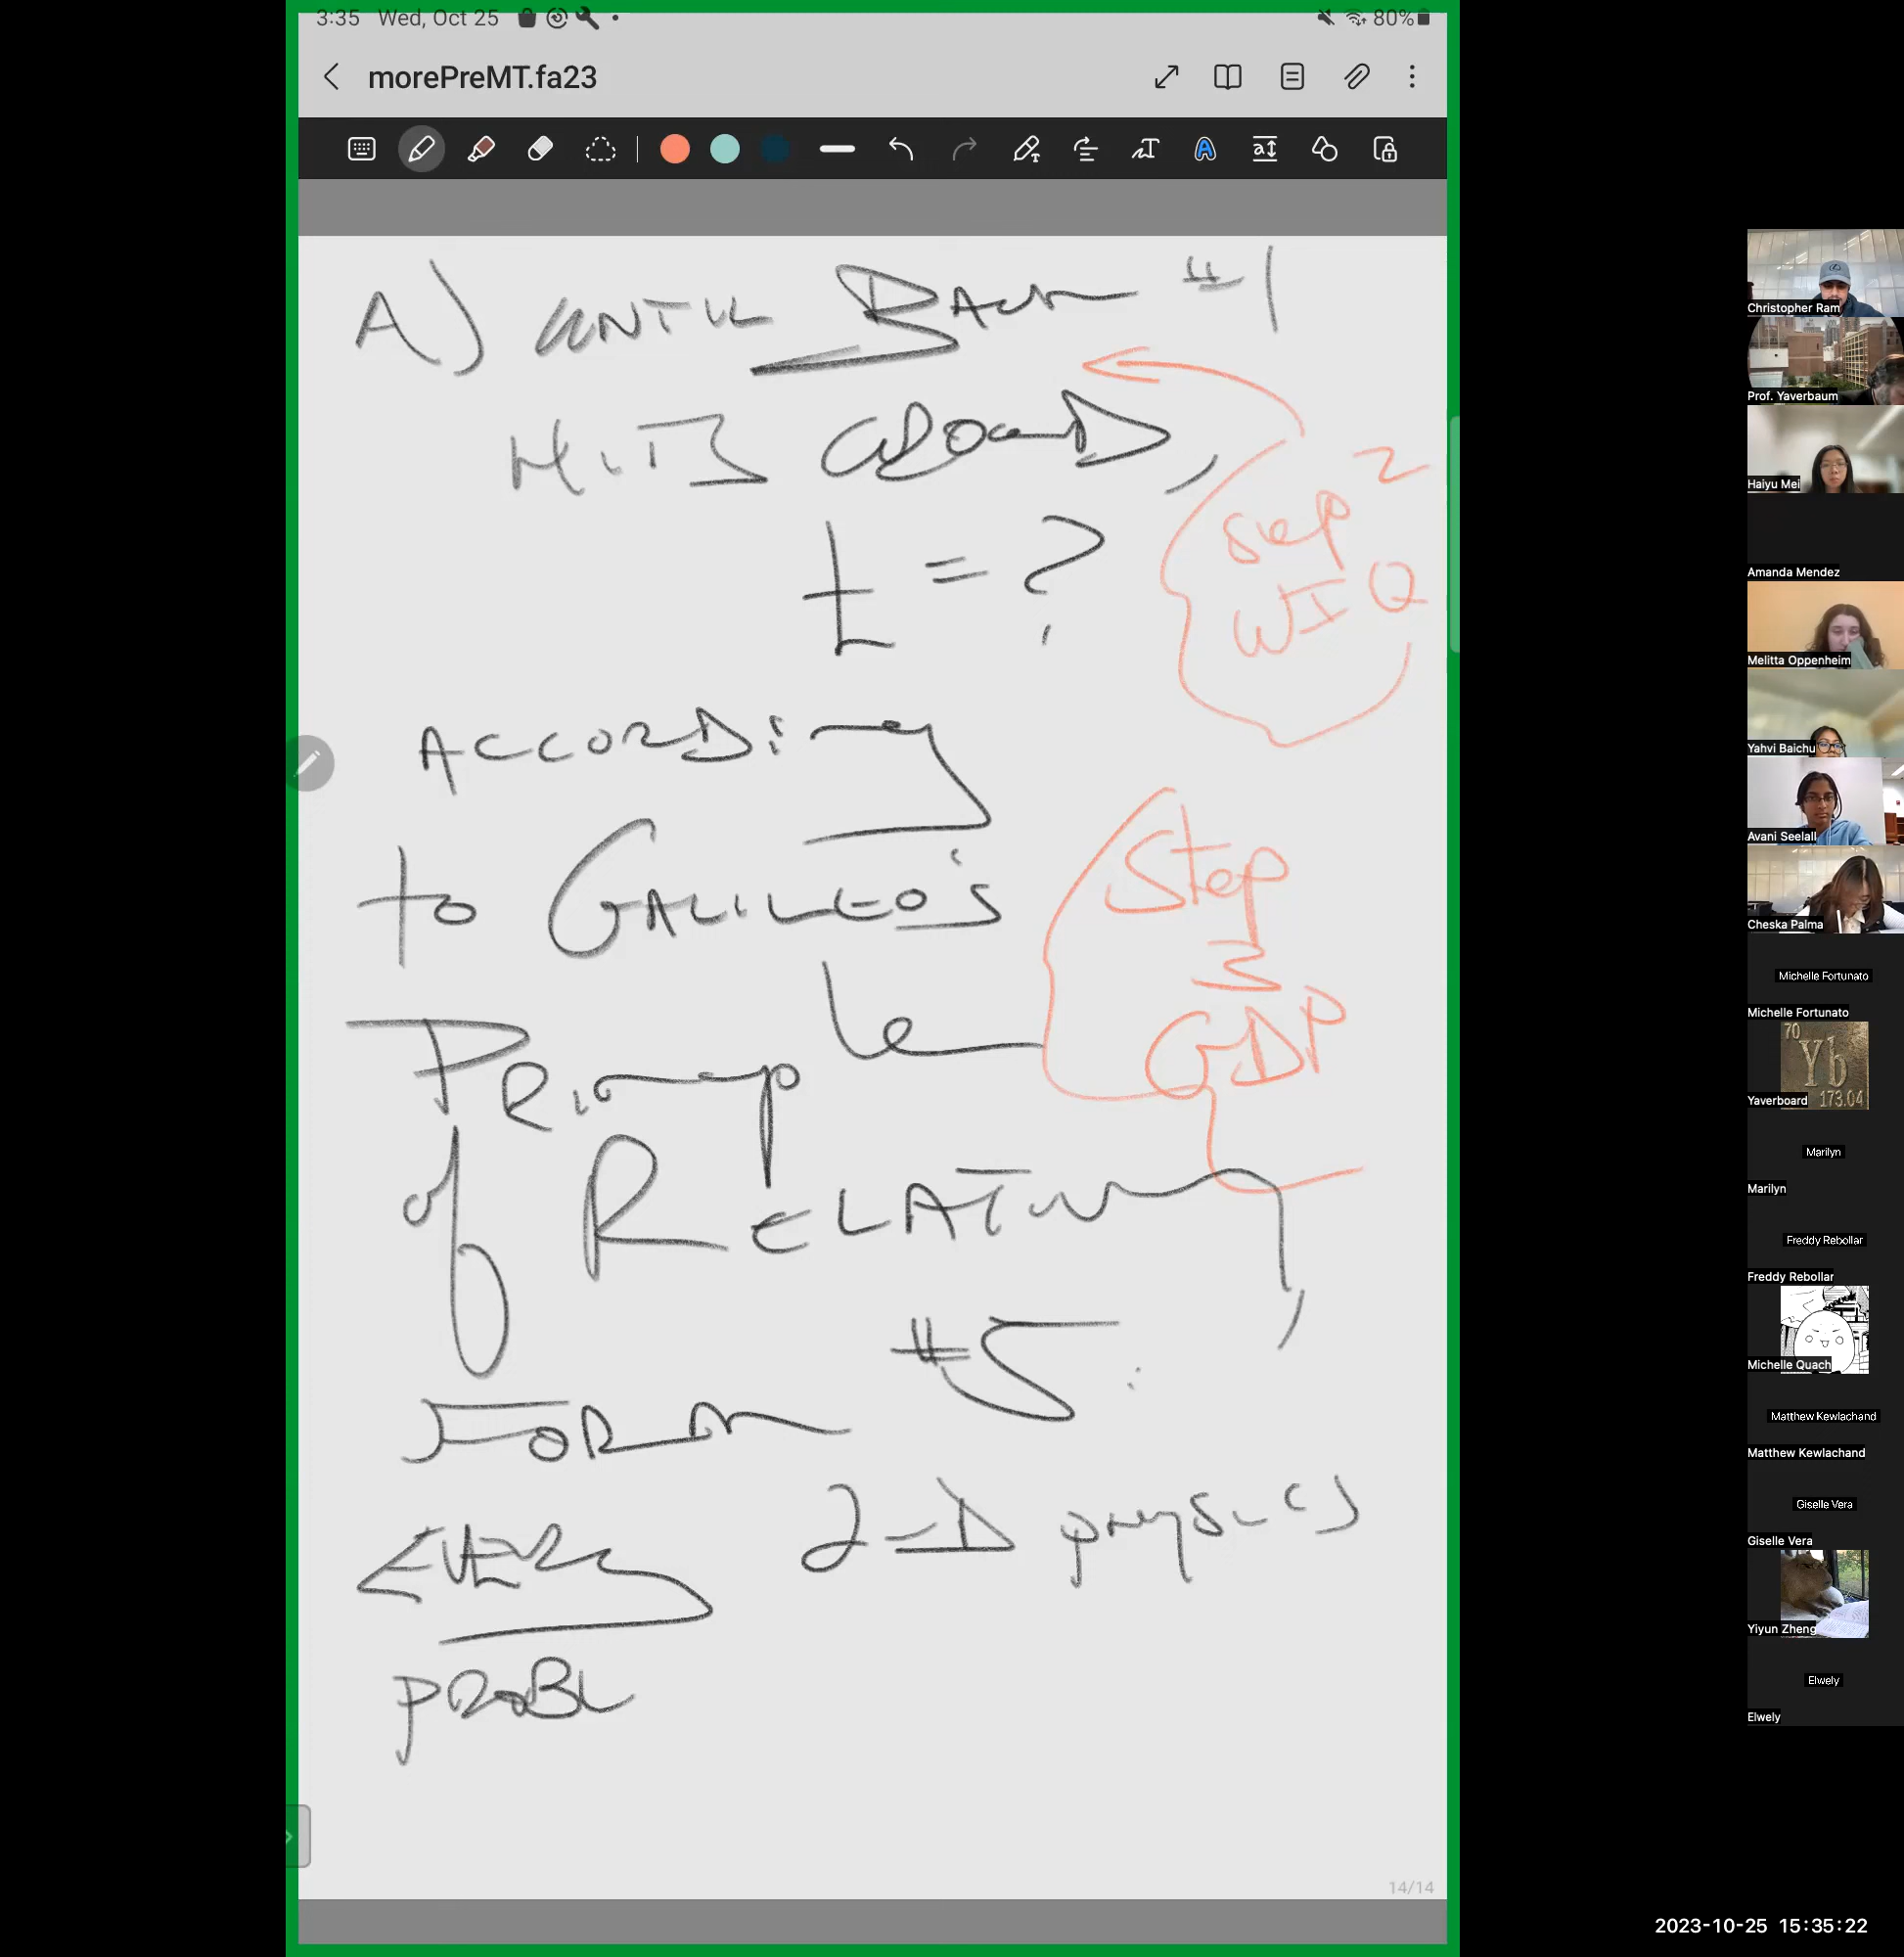 3:35 Wed, Oct 25
80%
morePreMT.fa23
A) UNTIL BALL #1
HITS GROUND,
t = ?
Step 2
WIQ
ACCORDING
to GALILEO'S
PRINCIPLE
of RELATIVITY,
Step
3
GDP
FORM #5:
EVERY 2-D PHYSICS
PROBL
14/14
Christopher Ram
Prof. Yaverbaum
Haiyu Mei
Amanda Mendez
Melitta Oppenheim
Yahvi Baichu
Avani Seelall
Cheska Palma
Michelle Fortunato
Michelle Fortunato
70
Yb
173.04
Yaverboard
Marilyn
Marilyn
Freddy Rebollar
Freddy Rebollar
Michelle Quach
Matthew Kewlachand
Matthew Kewlachand
Giselle Vera
Giselle Vera
Yiyun Zheng
Elwely
Elwely
2023-10-25 15:35:22